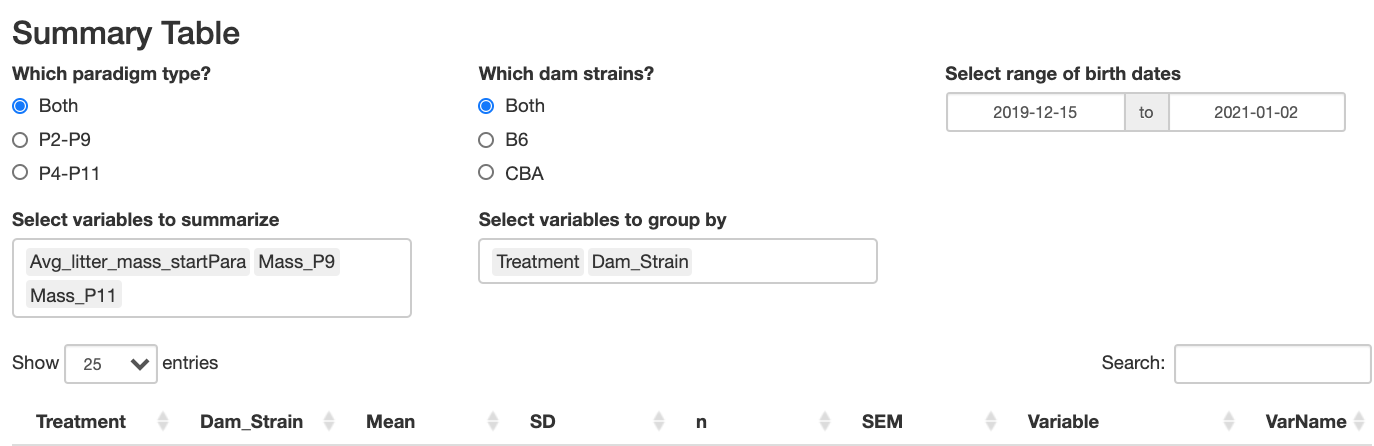 Summary Table
Which paradigm type?
Both
P2-P9
P4-P11
Which dam strains?
Both
B6
CBA
Select range of birth dates
2019-12-15 to 2021-01-02
Select variables to summarize
Avg_litter_mass_startPara Mass_P9
Mass_P11
Select variables to group by
Treatment Dam_Strain
Show 25 entries
Search:
Treatment Dam_Strain Mean SD n SEM Variable VarName